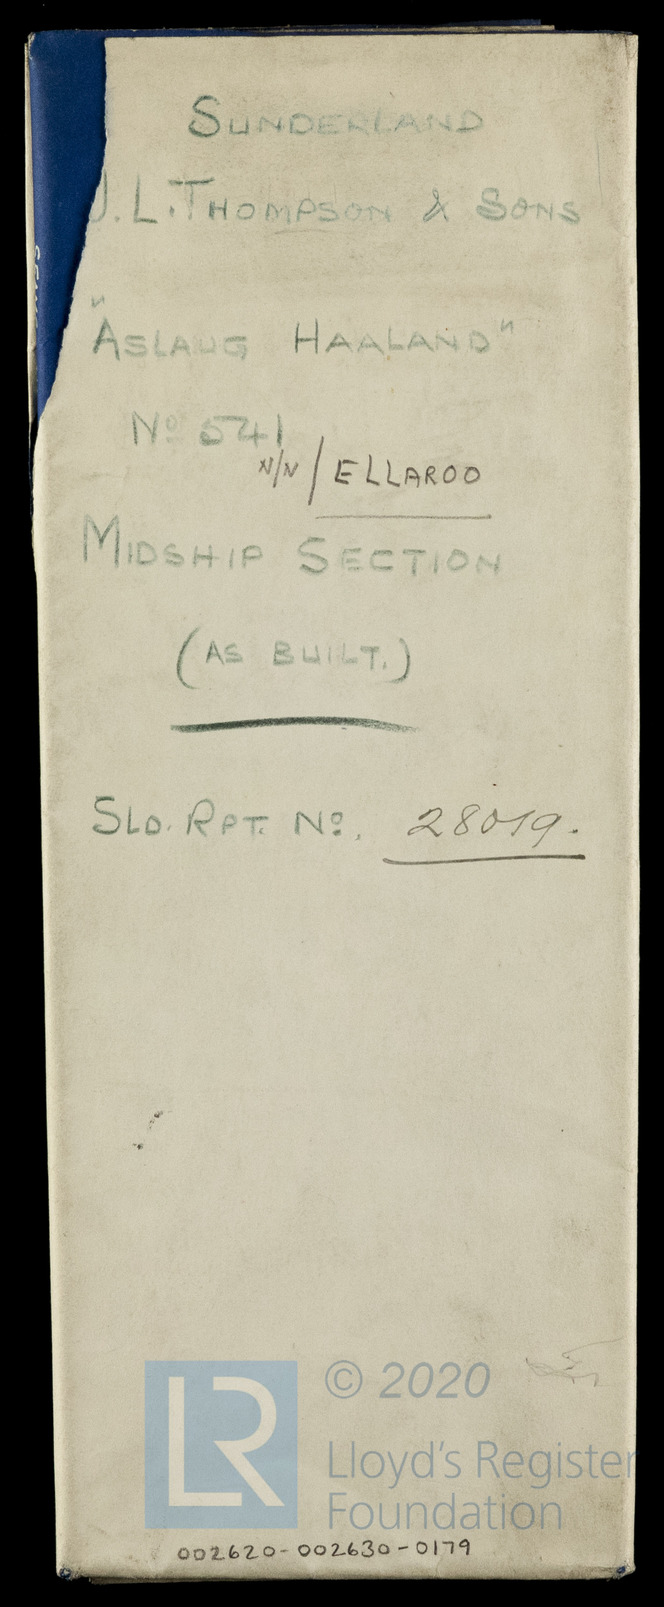 SUNDERLAND
J.L. THOMPSON & SONS
"ASLAUG HAALAND"
No 541
N/N / ELLAROO
MIDSHIP SECTION
(AS BUILT.)
SLD. RPT. No. 28019.
LR
© 2020
Lloyd's Register
Foundation
002620-002630-0179